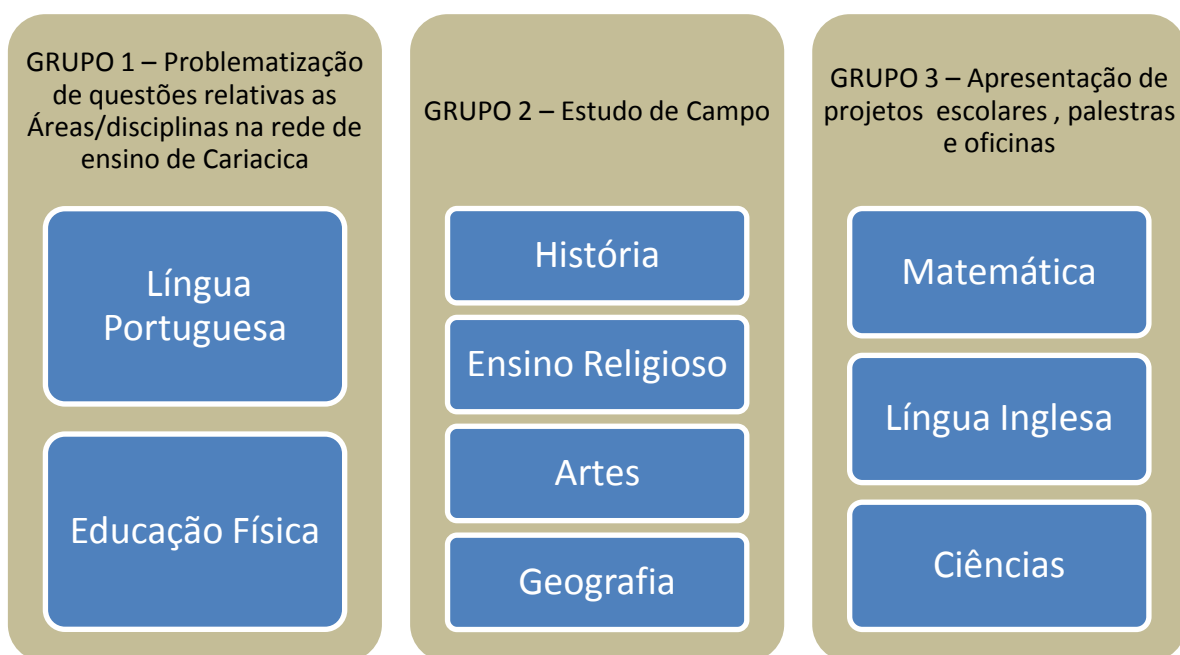 GRUPO 1 – Problematização
de questões relativas as
Áreas/disciplinas na rede de
ensino de Cariacica
Língua
Portuguesa
Educação Física
GRUPO 2 – Estudo de Campo
História
Ensino Religioso
Artes
Geografia
GRUPO 3 – Apresentação de
projetos escolares , palestras
e oficinas
Matemática
Língua Inglesa
Ciências